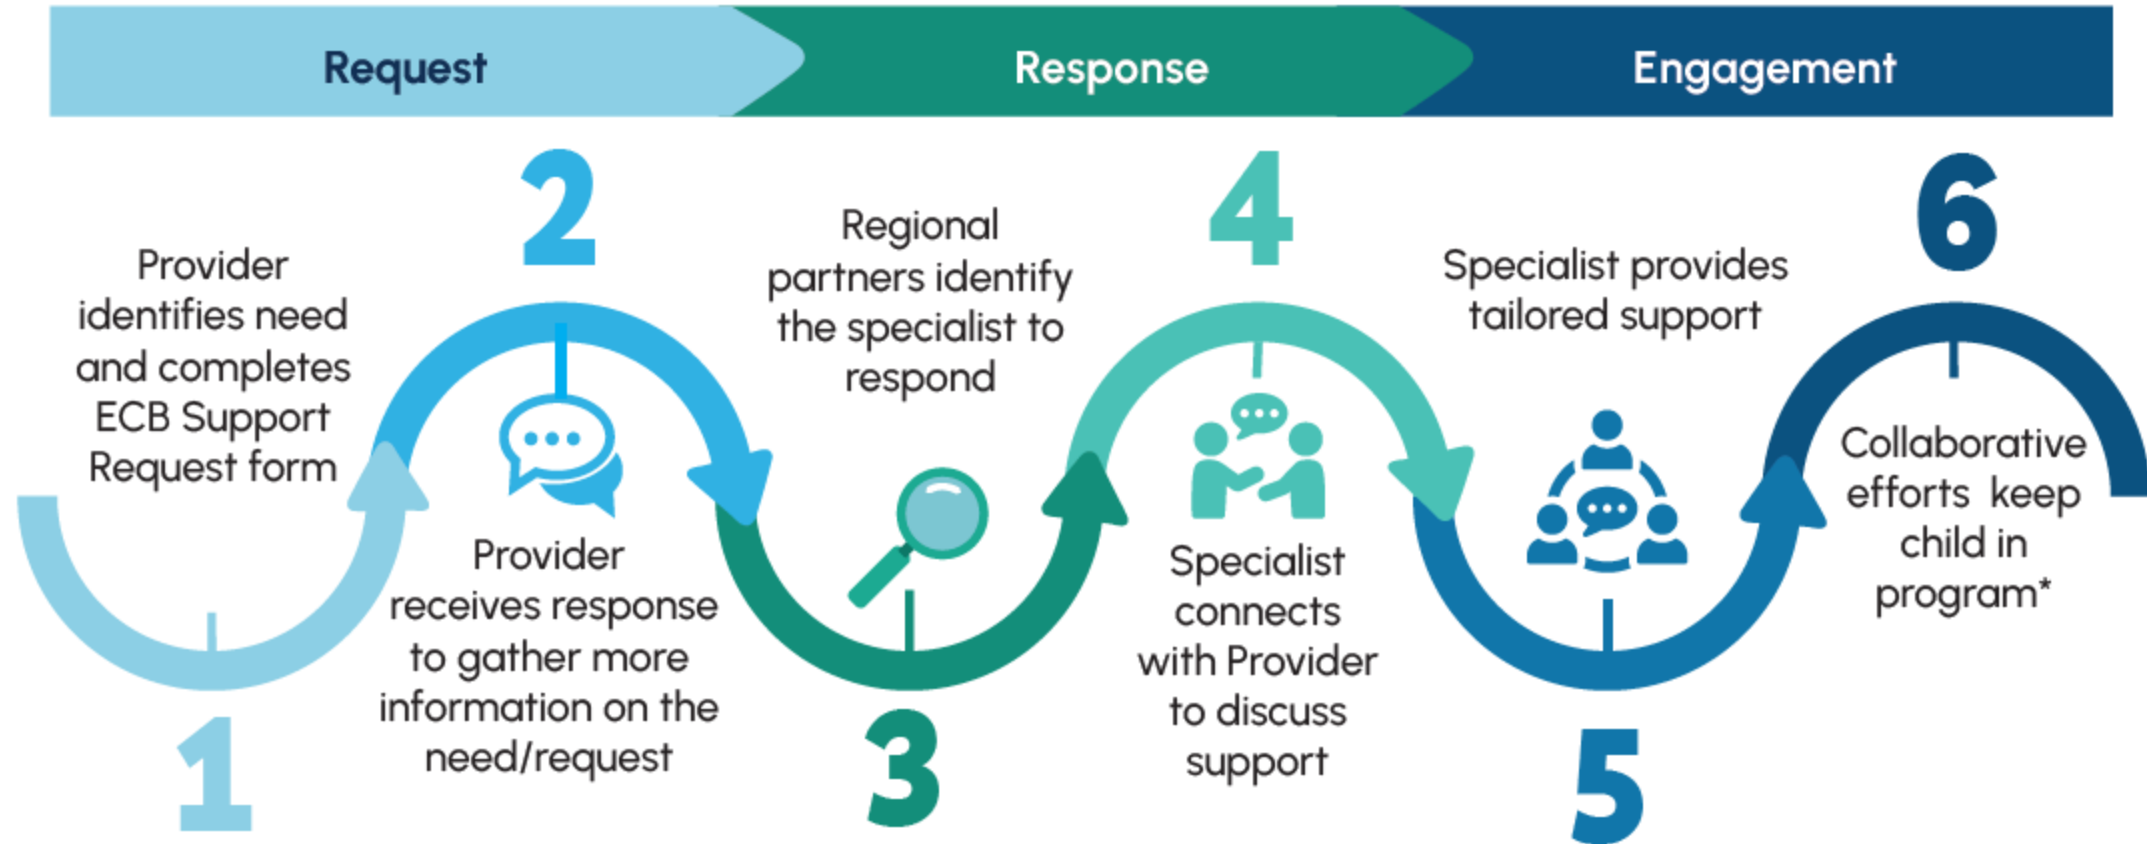 Request
Response
Engagement
1
Provider
identifies need
and completes
ECB Support
Request form
2
Provider
receives response
to gather more
information on the
need/request
3
Regional
partners identify
the specialist to
respond
4
Specialist
connects
with Provider
to discuss
support
5
Specialist provides
tailored support
6
Collaborative
efforts keep
child in
program*